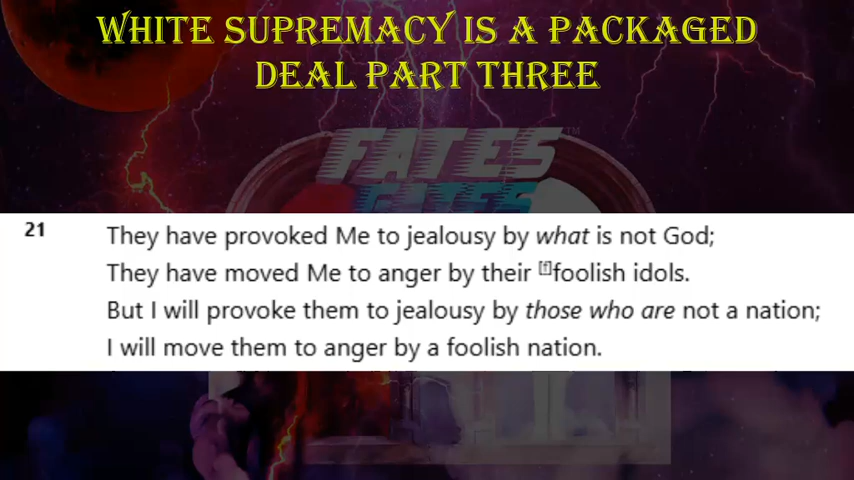 WHITE SUPREMACY IS A PACKAGED
DEAL PART THREE
FATES™
GATES
21 They have provoked Me to jealousy by what is not God;
They have moved Me to anger by their [f]foolish idols.
But I will provoke them to jealousy by those who are not a nation;
I will move them to anger by a foolish nation.